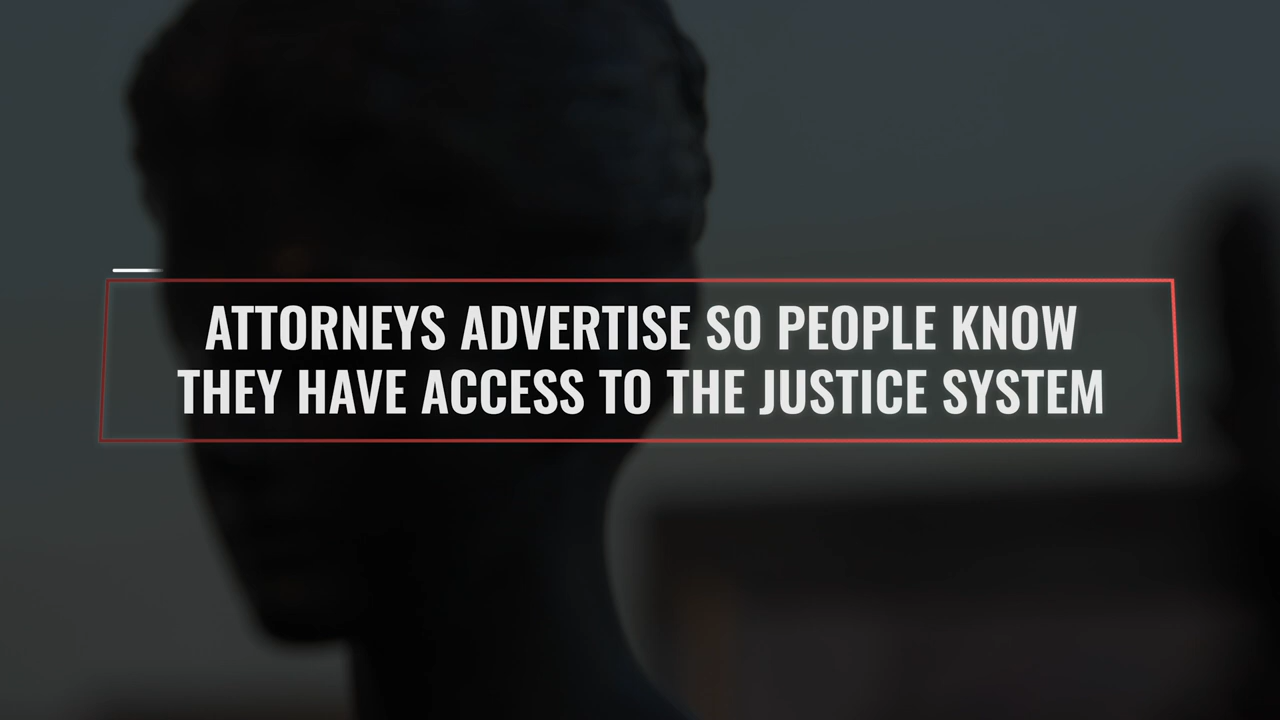 ATTORNEYS ADVERTISE SO PEOPLE KNOW
THEY HAVE ACCESS TO THE JUSTICE SYSTEM